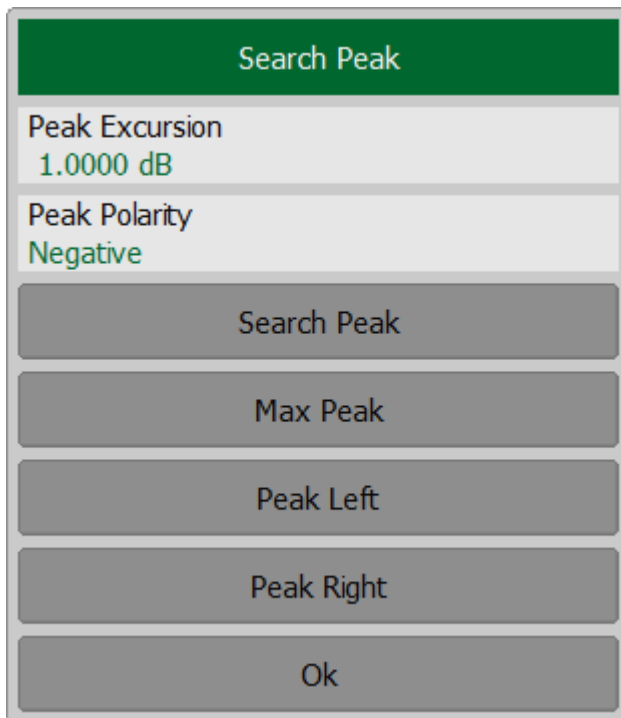 Search Peak
Peak Excursion
1.0000 dB
Peak Polarity
Negative
Search Peak
Max Peak
Peak Left
Peak Right
Ok